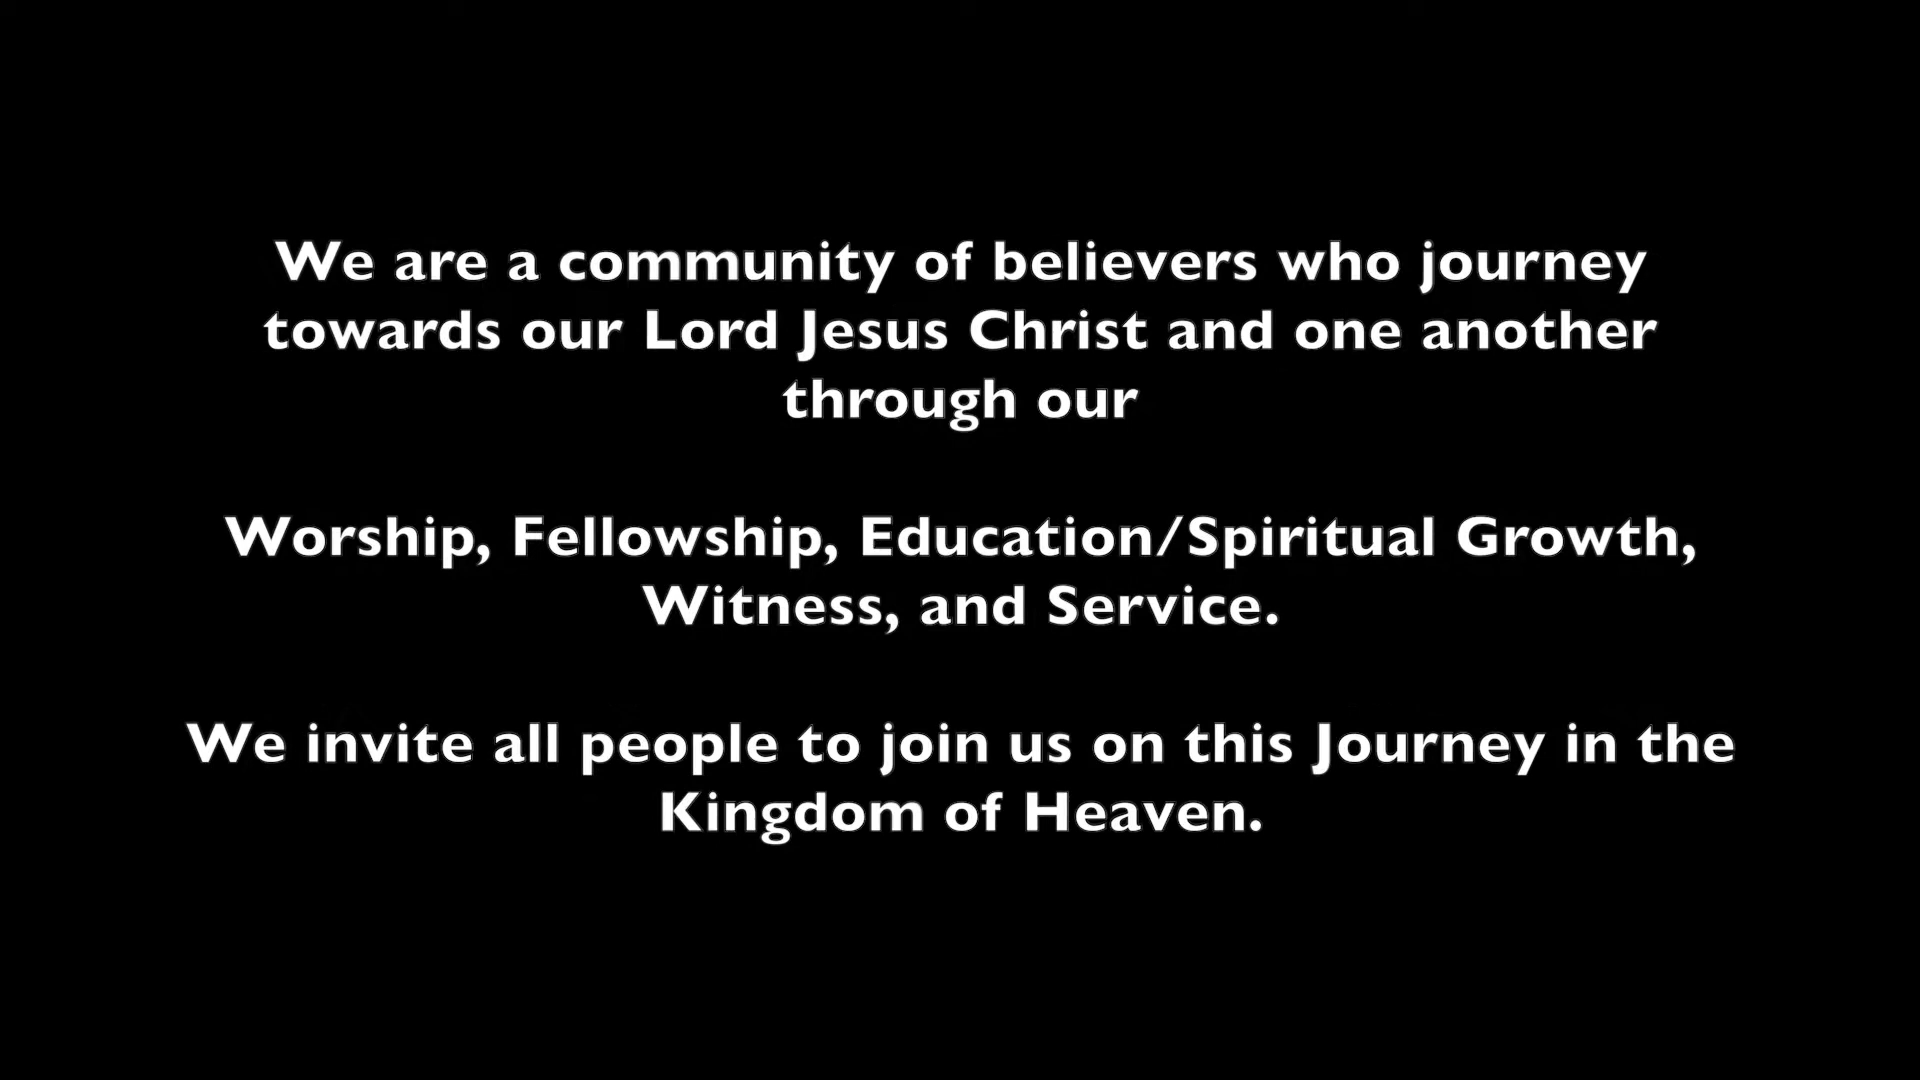 We are a community of believers who journey
towards our Lord Jesus Christ and one another
through our
Worship, Fellowship, Education/Spiritual Growth,
Witness, and Service.
We invite all people to join us on this Journey in the
Kingdom of Heaven.